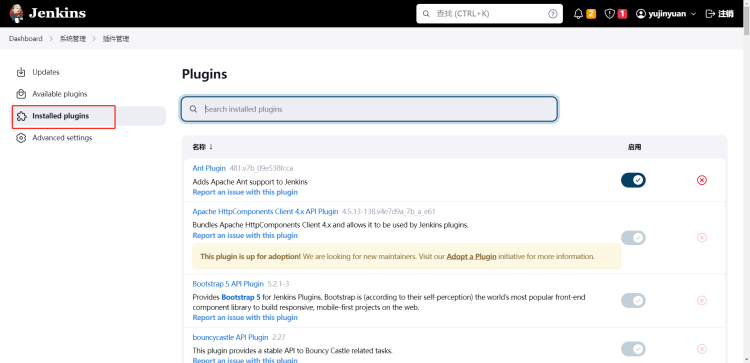 Jenkins
查找 (CTRL+K)
2
1
yujinyuan
注销
Dashboard
系统管理
插件管理
Updates
Available plugins
Installed plugins
Advanced settings
Plugins
Search installed plugins
名称 ↓
启用
Ant Plugin 481.v7b_09e538fcca
Adds Apache Ant support to Jenkins
Report an issue with this plugin
Apache HttpComponents Client 4.x API Plugin 4.5.13-138.v4e7d9a_7b_a_e61
Bundles Apache HttpComponents Client 4.x and allows it to be used by Jenkins plugins.
Report an issue with this plugin
This plugin is up for adoption! We are looking for new maintainers. Visit our Adopt a Plugin initiative for more information.
Bootstrap 5 API Plugin 5.2.1-3
Provides Bootstrap 5 for Jenkins Plugins. Bootstrap is (according to their self-perception) the world's most popular front-end
component library to build responsive, mobile-first projects on the web.
Report an issue with this plugin
bouncycastle API Plugin 2.27
This plugin provides a stable API to Bouncy Castle related tasks.